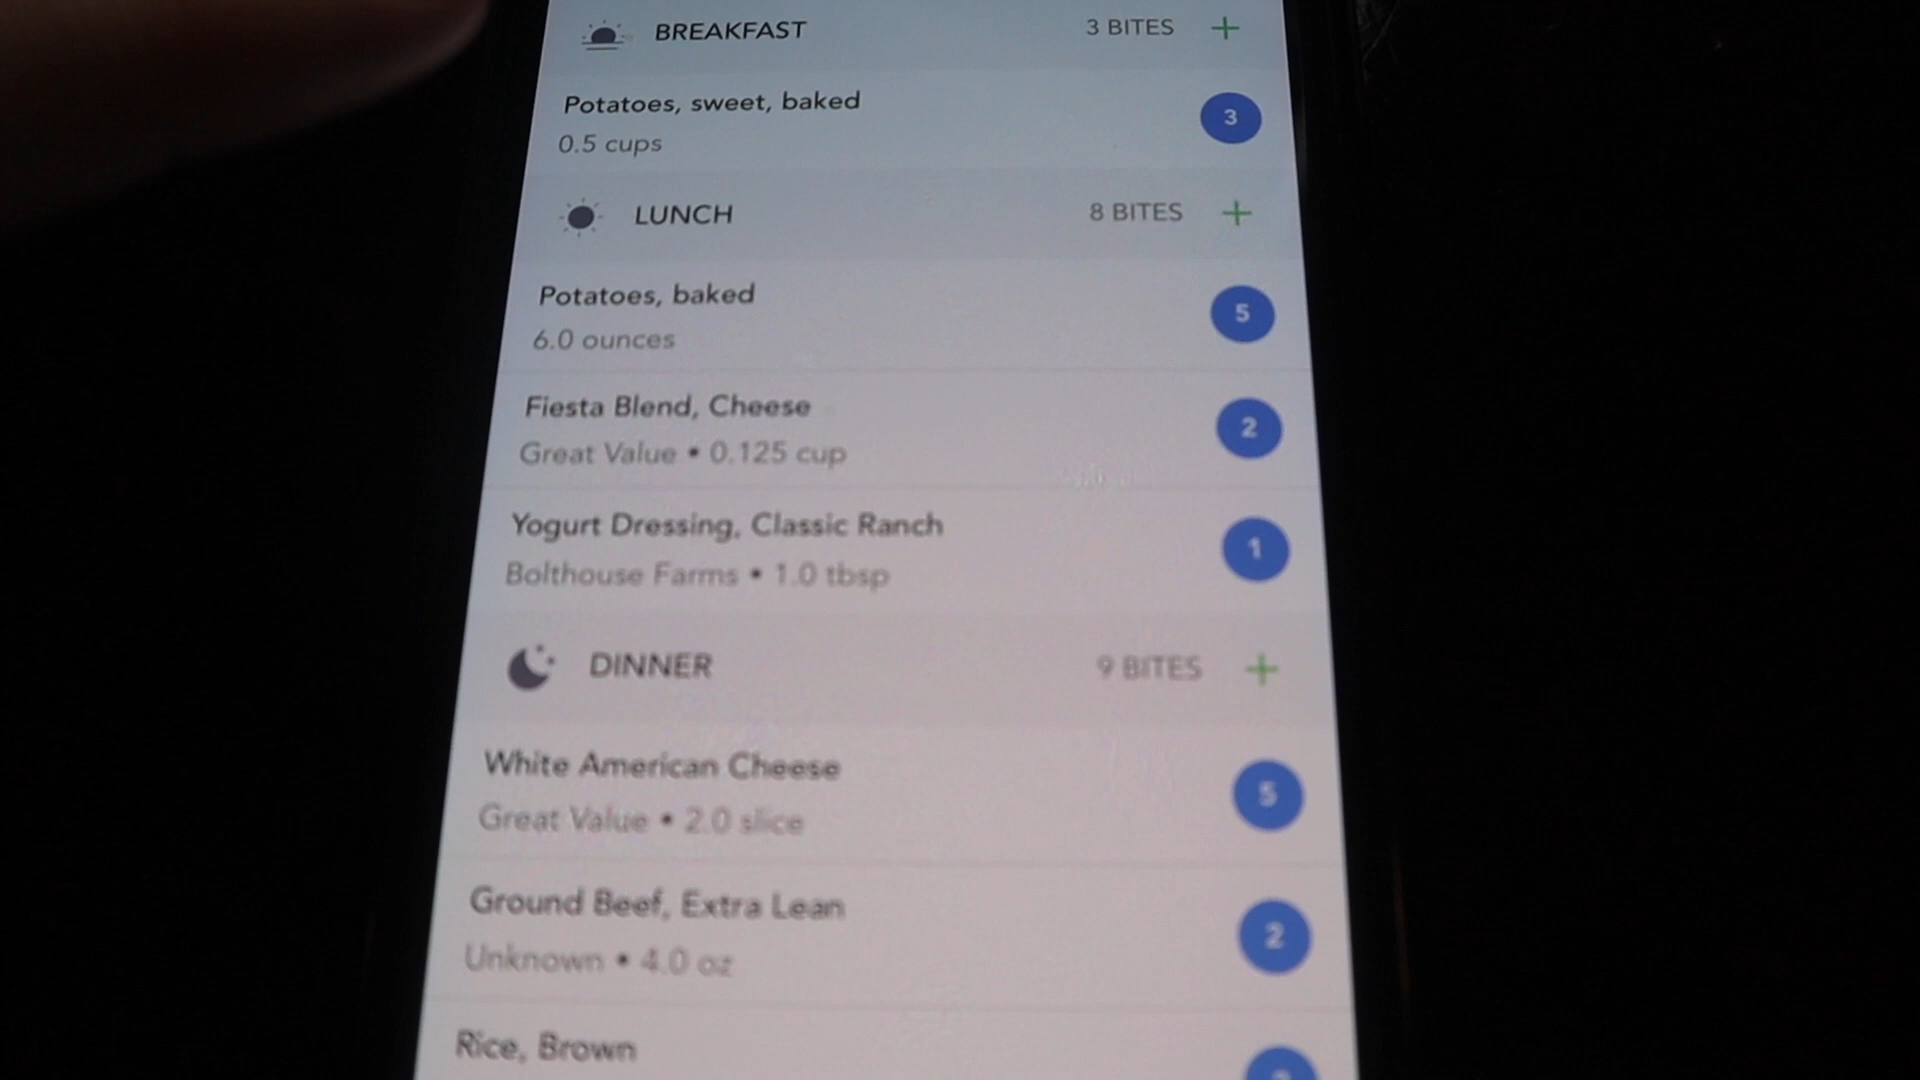 BREAKFAST 3 BITES +
Potatoes, sweet, baked 3
0.5 cups
LUNCH 8 BITES +
Potatoes, baked 5
6.0 ounces
Fiesta Blend, Cheese 2
Great Value • 0.125 cup
Yogurt Dressing, Classic Ranch 1
Bolthouse Farms • 1.0 tbsp
DINNER 9 BITES +
White American Cheese 5
Great Value • 2.0 slice
Ground Beef, Extra Lean 2
Unknown • 4.0 oz
Rice, Brown